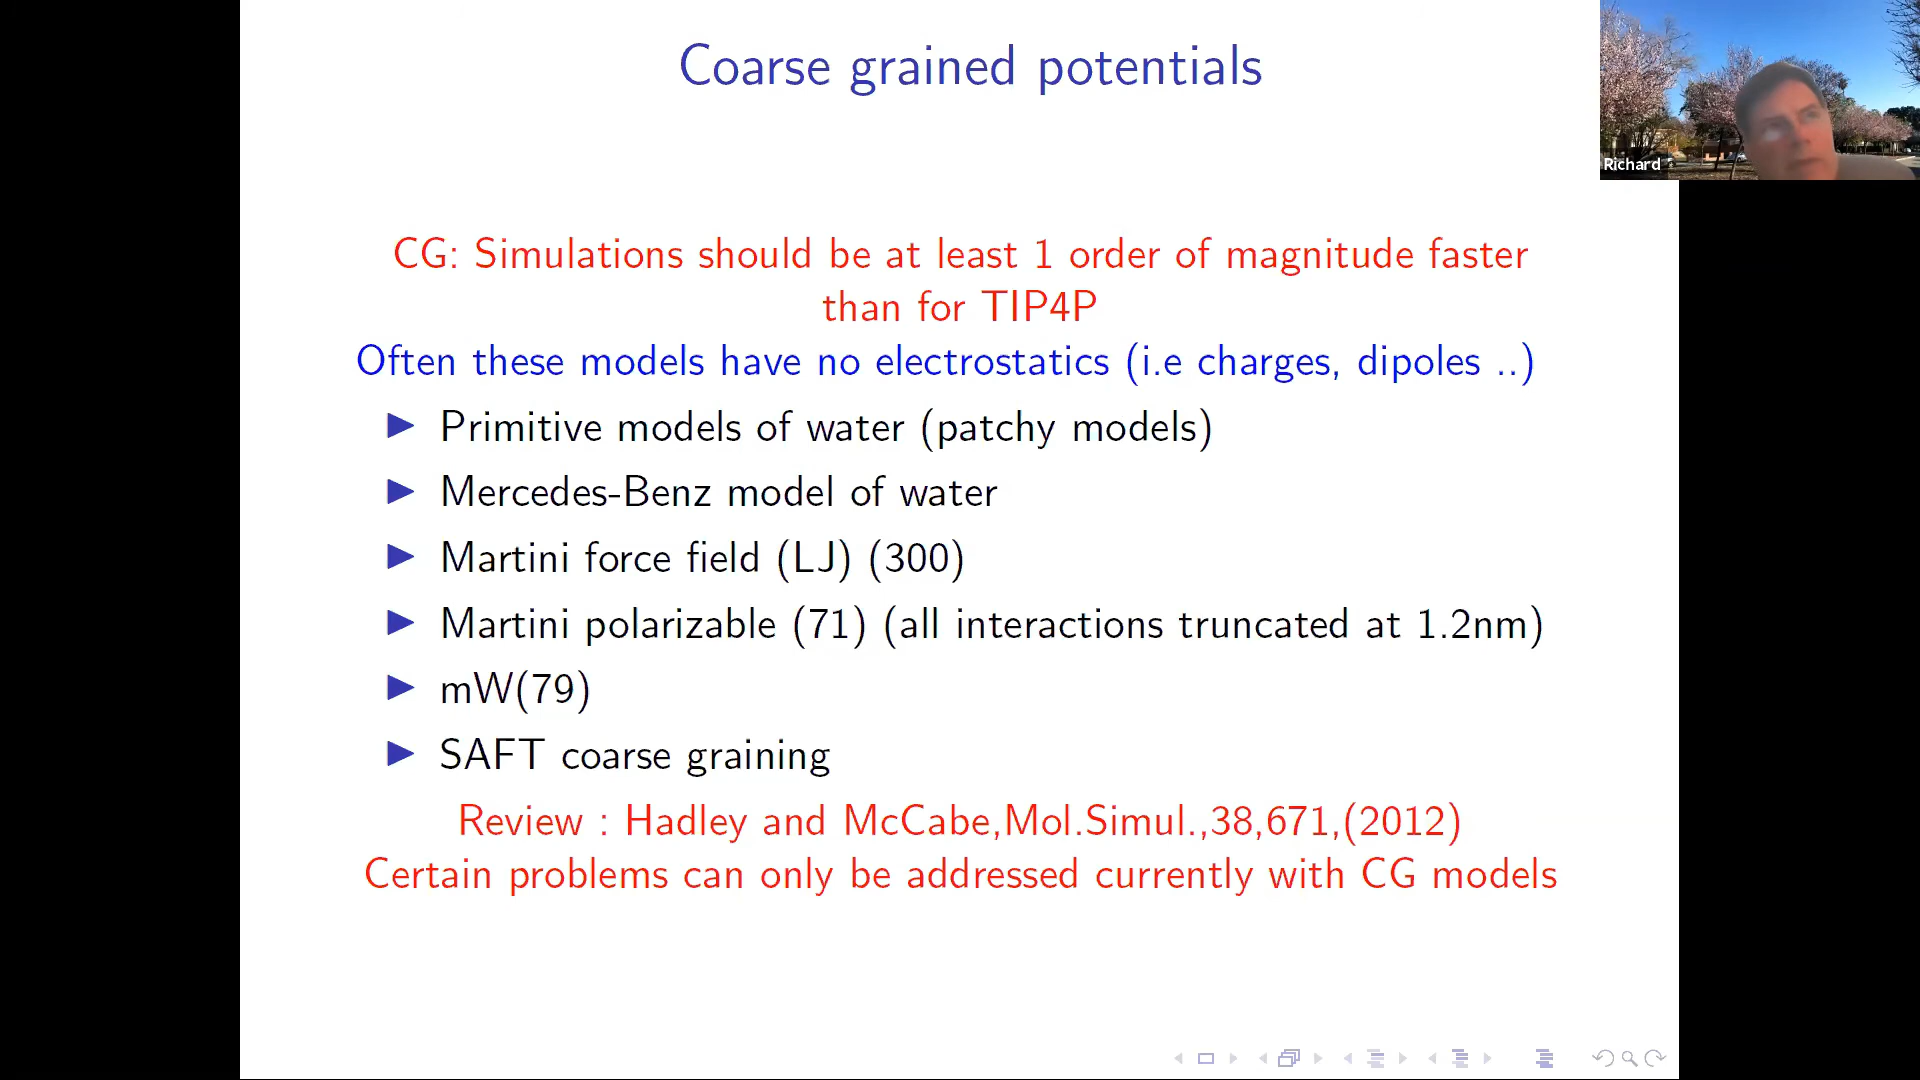 Coarse grained potentials
Richard
CG: Simulations should be at least 1 order of magnitude faster
than for TIP4P
Often these models have no electrostatics (i.e charges, dipoles ..)
Primitive models of water (patchy models)
Mercedes-Benz model of water
Martini force field (LJ) (300)
Martini polarizable (71) (all interactions truncated at 1.2nm)
mW(79)
SAFT coarse graining
Review : Hadley and McCabe,Mol.Simul.,38,671,(2012)
Certain problems can only be addressed currently with CG models